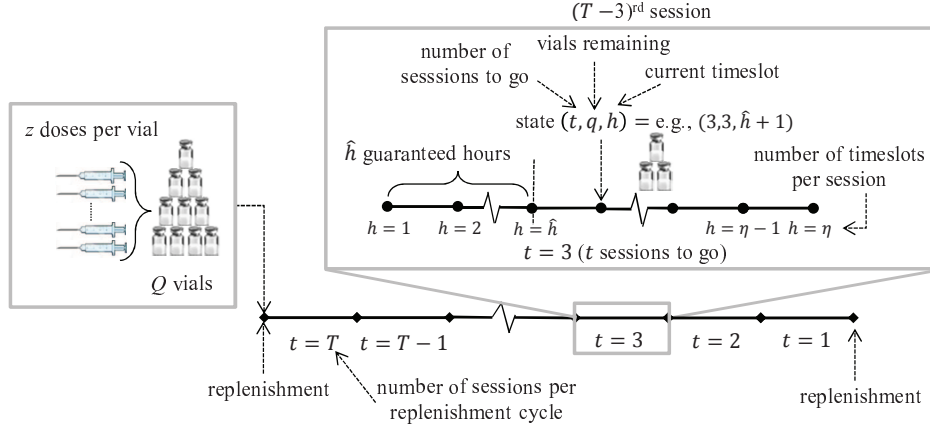 (T − 3)rd session
number of
sesssions to go
vials remaining
current timeslot
state (t, q, h) = e.g., (3,3, ĥ + 1)
z doses per vial
Q vials
ĥ guaranteed hours
number of timeslots
per session
h = 1
h = 2
h = ĥ
h = η − 1
h = η
t = 3 (t sessions to go)
t = T
t = T − 1
t = 3
t = 2
t = 1
replenishment
number of sessions per
replenishment cycle
replenishment